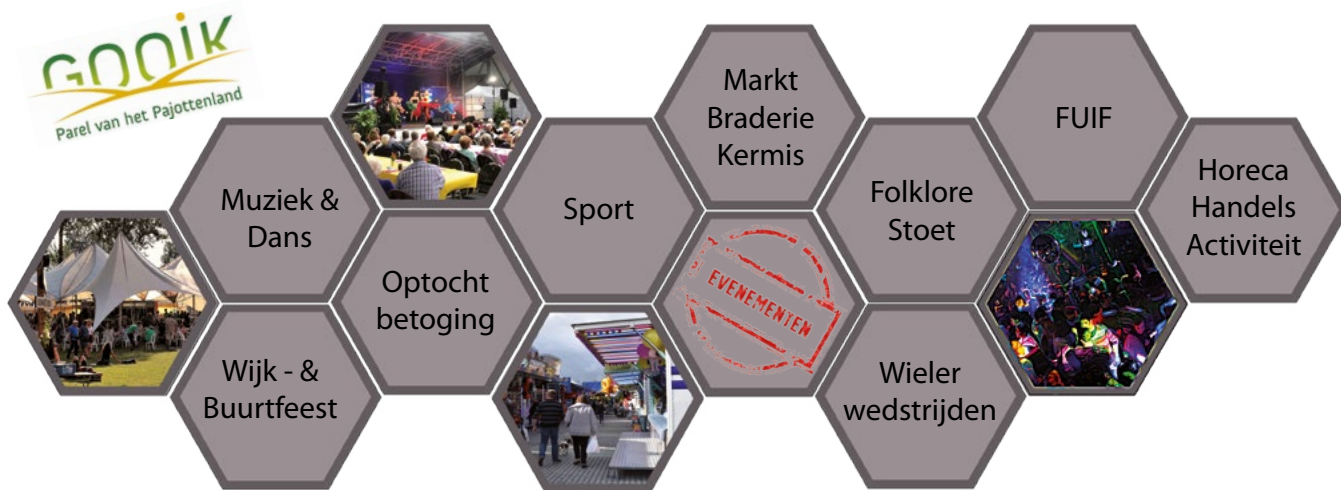 GOOIK
Parel van het Pajottenland
Muziek &
Dans
Wijk - &
Buurtfeest
Optocht
betoging
Sport
Markt
Braderie
Kermis
EVENEMENTEN
Folklore
Stoet
Wieler
wedstrijden
FUIF
Horeca
Handels
Activiteit